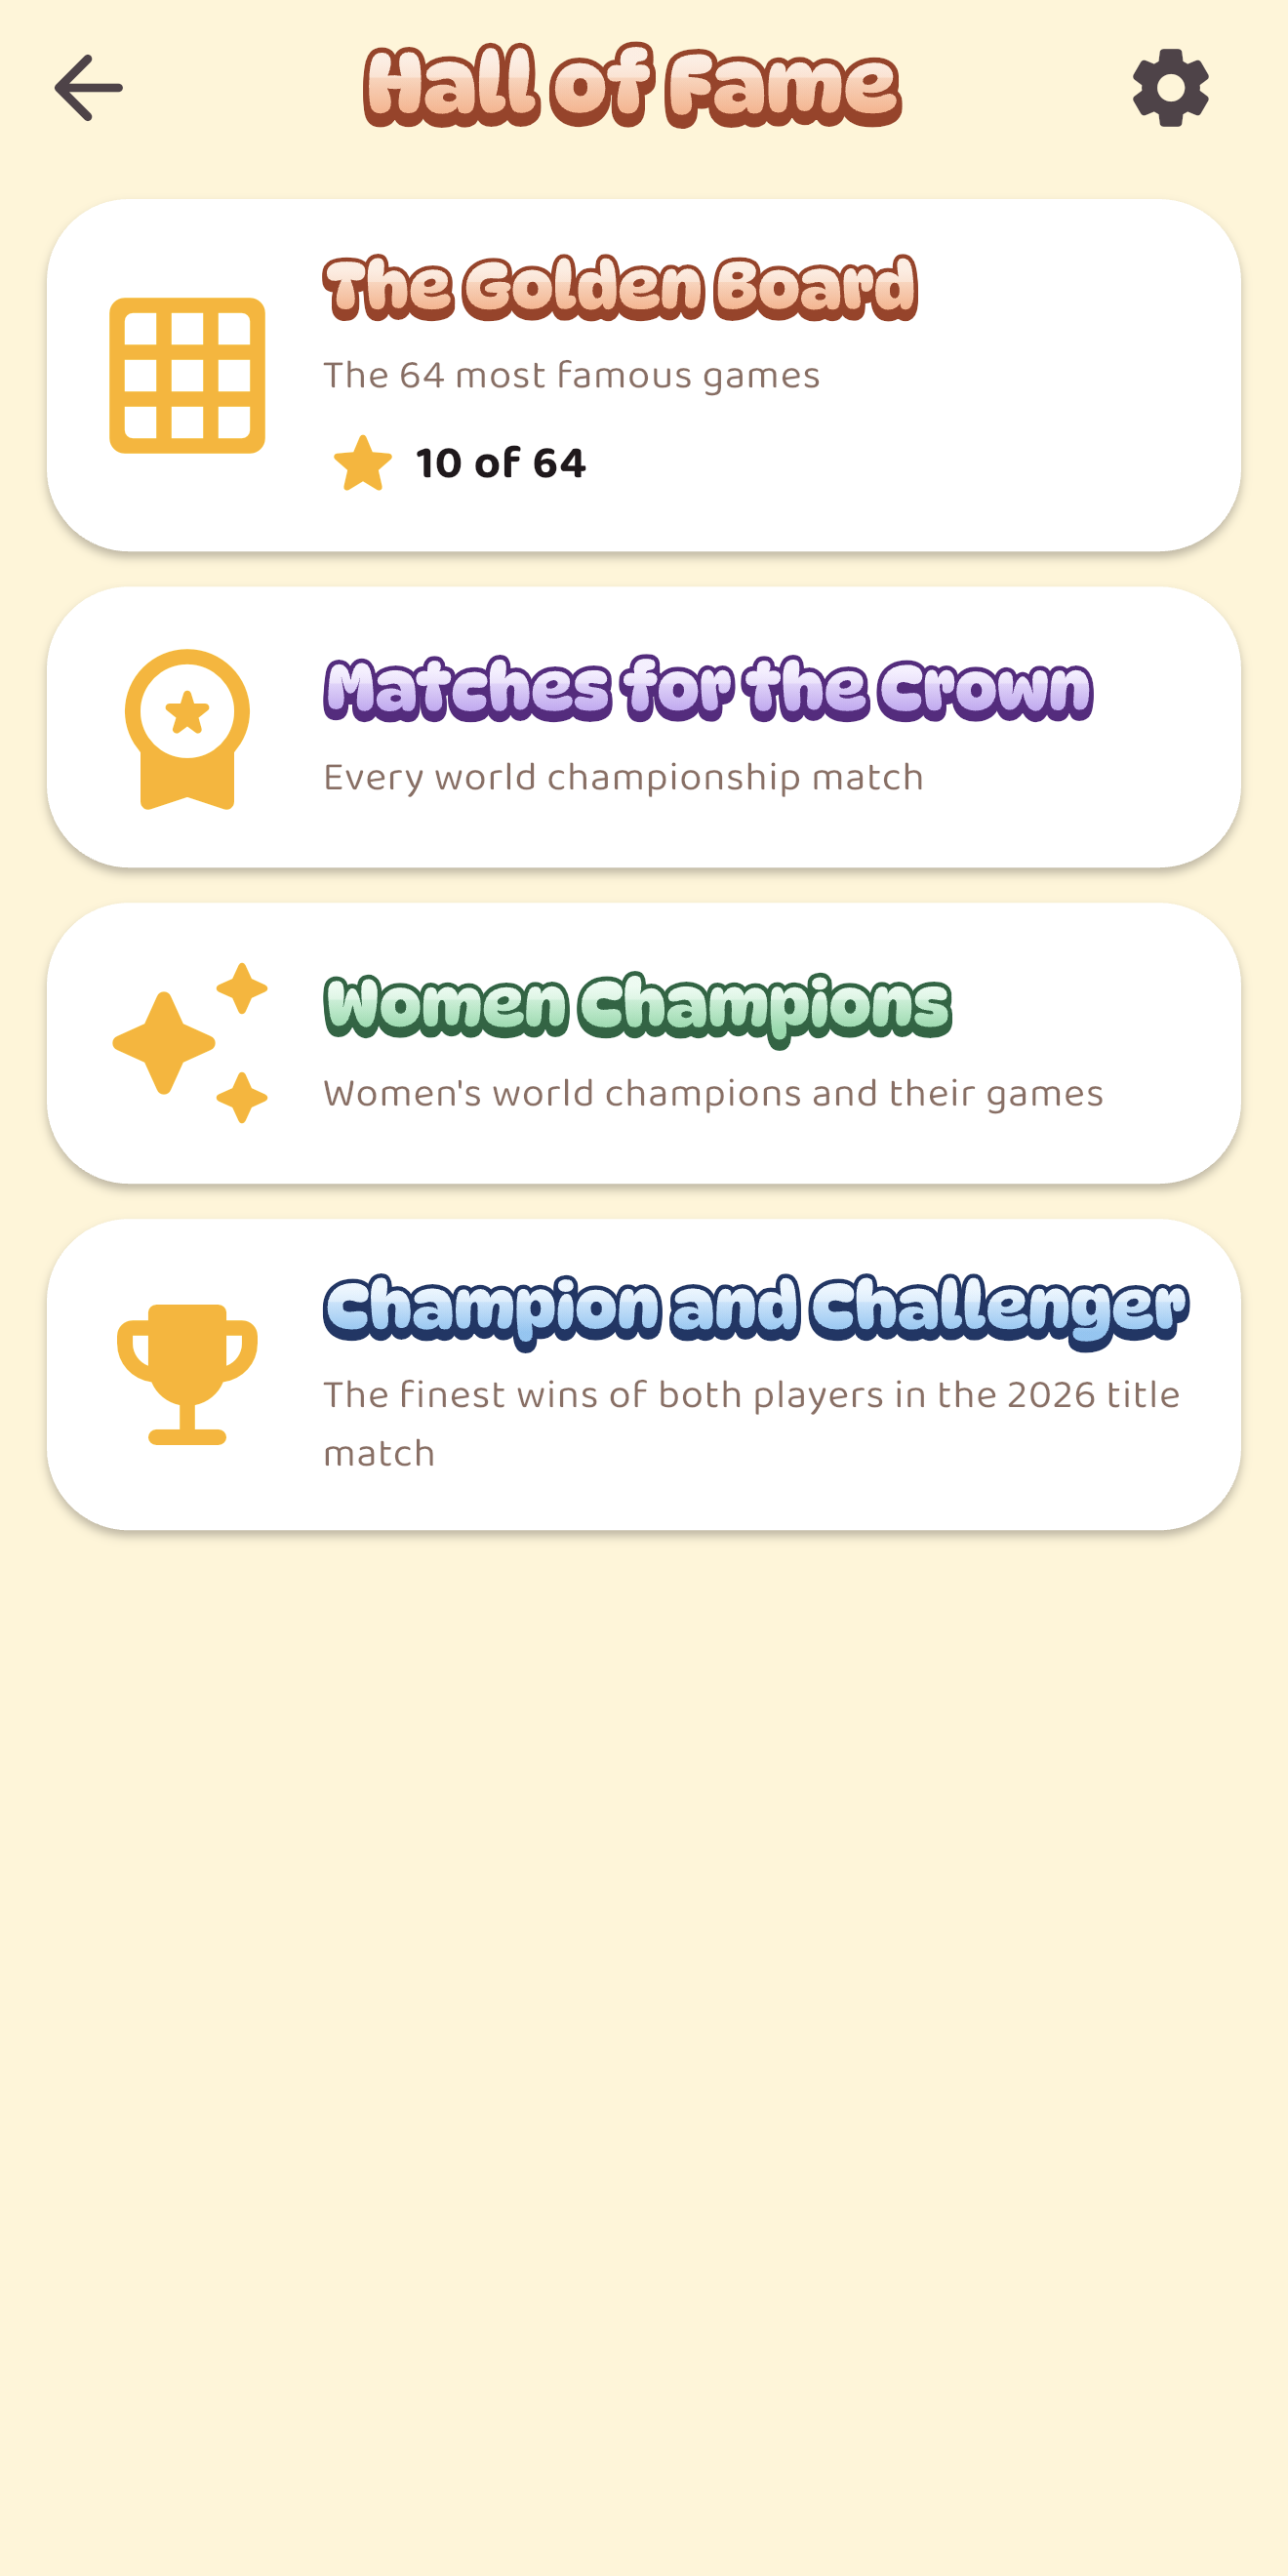 Hall of Fame
The Golden Board
The 64 most famous games
10 of 64
Matches for the Crown
Every world championship match
Women Champions
Women's world champions and their games
Champion and Challenger
The finest wins of both players in the 2026 title
match